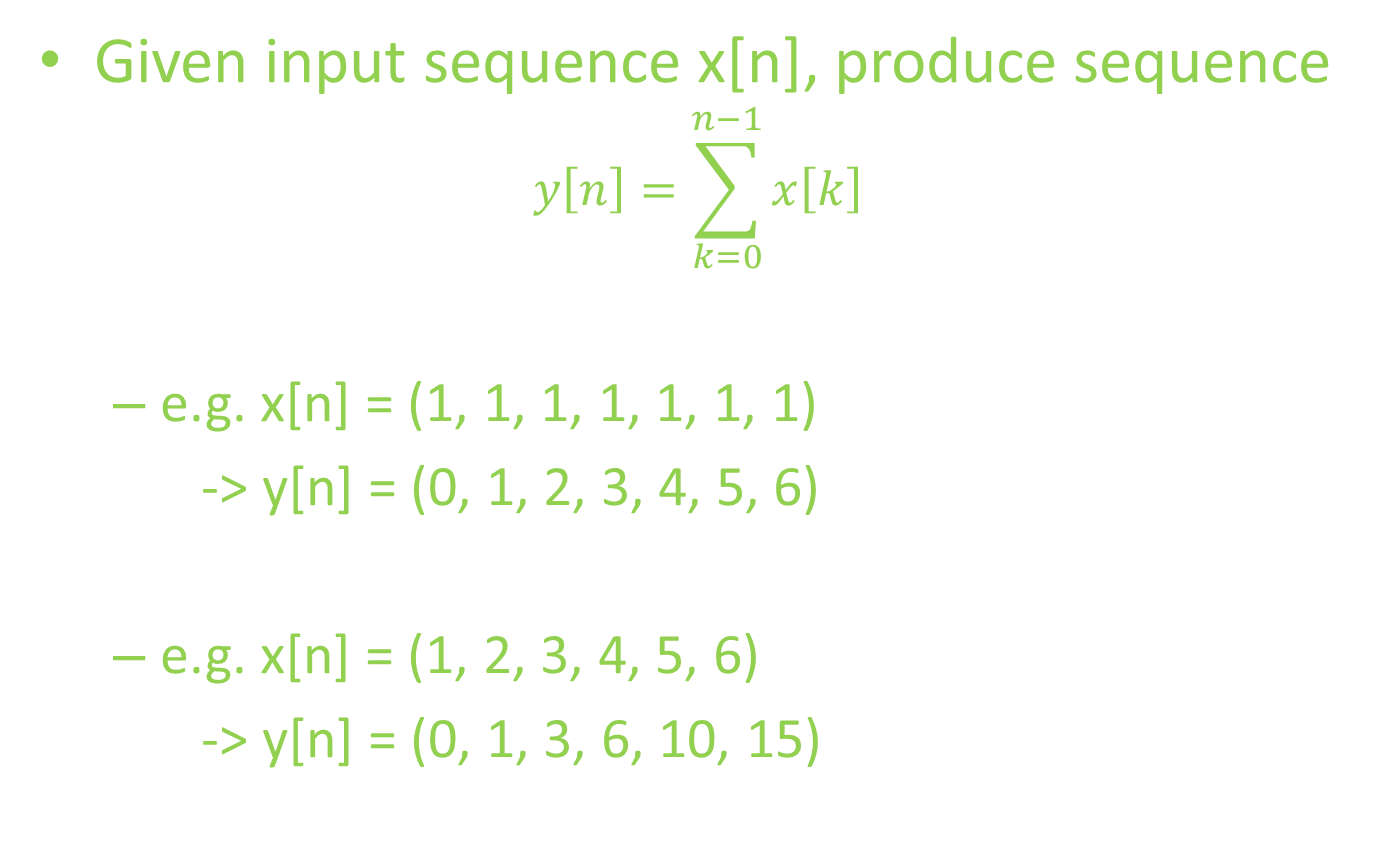 • Given input sequence x[n], produce sequence
y[n] = \sum_{k=0}^{n-1} x[k]
– e.g. x[n] = (1, 1, 1, 1, 1, 1, 1)
-> y[n] = (0, 1, 2, 3, 4, 5, 6)
– e.g. x[n] = (1, 2, 3, 4, 5, 6)
-> y[n] = (0, 1, 3, 6, 10, 15)